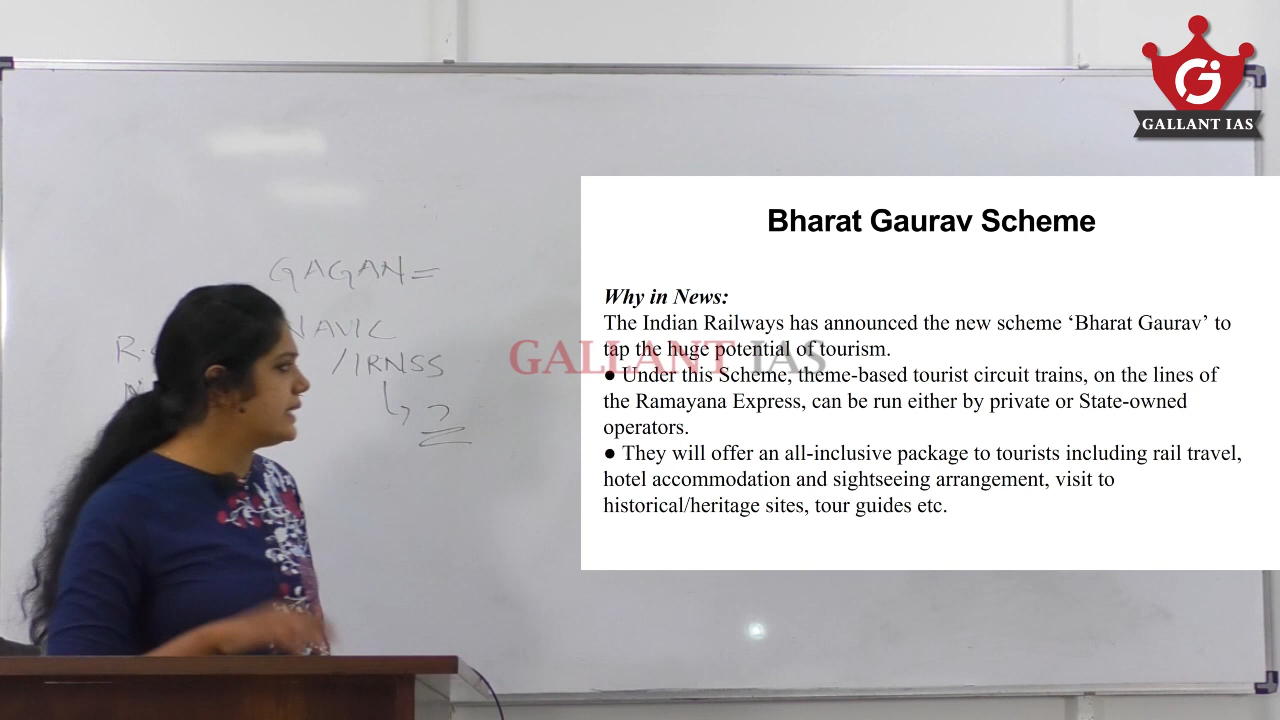 GALLANT IAS
Bharat Gaurav Scheme
Why in News:
The Indian Railways has announced the new scheme ‘Bharat Gaurav’ to
tap the huge potential of tourism.
● Under this Scheme, theme-based tourist circuit trains, on the lines of
the Ramayana Express, can be run either by private or State-owned
operators.
● They will offer an all-inclusive package to tourists including rail travel,
hotel accommodation and sightseeing arrangement, visit to
historical/heritage sites, tour guides etc.
GAGAN =
NAVIC
/IRNSS
GALLANT IAS